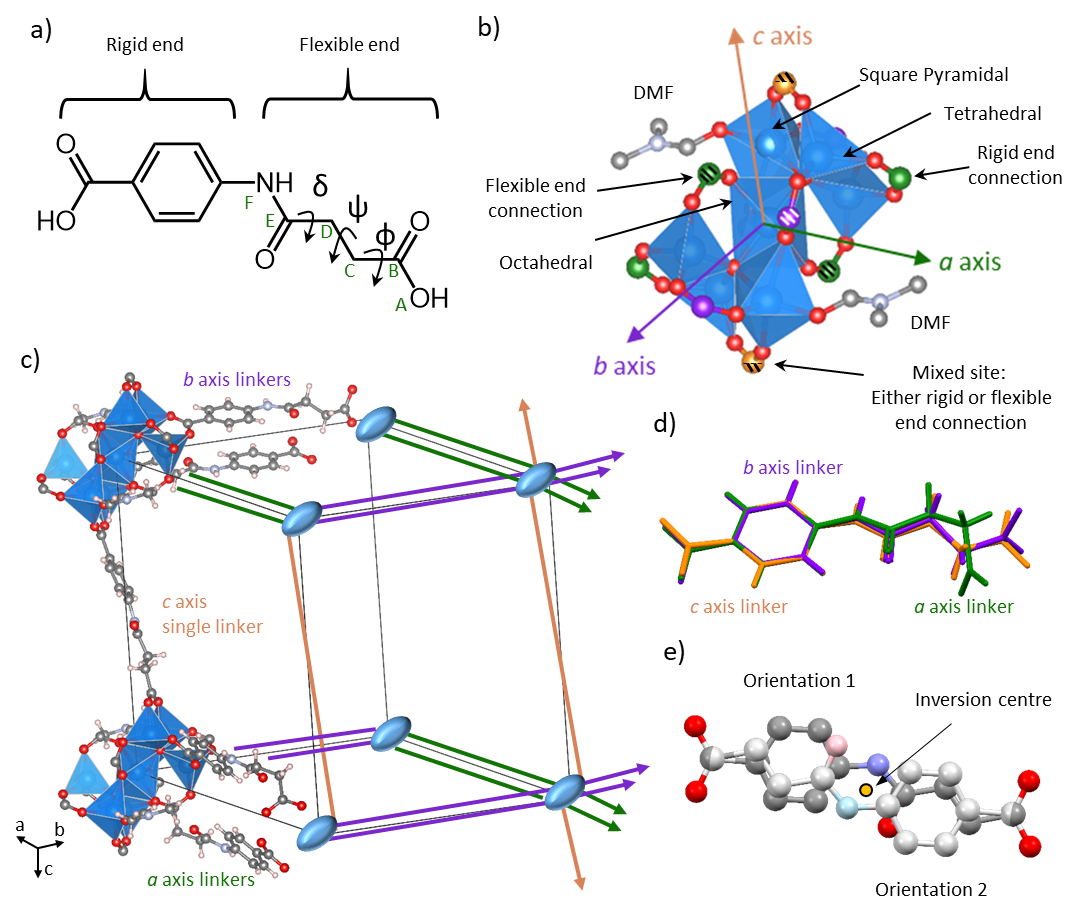 a)
Rigid end
Flexible end
O
HO
NH
F
δ
E
O
D
ψ
C
ϕ
B
O
A
OH
b)
c axis
DMF
Square Pyramidal
Tetrahedral
Rigid end
connection
Flexible end
connection
Octahedral
a axis
b axis
DMF
Mixed site:
Either rigid or flexible
end connection
c)
b axis linkers
c axis
single linker
a axis linkers
a
b
c
d)
b axis linker
c axis linker
a axis linker
e)
Orientation 1
Inversion centre
Orientation 2